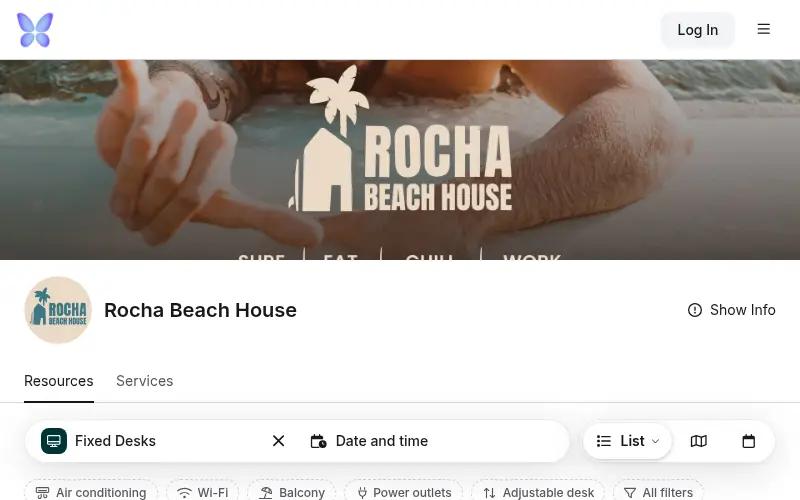 Log In
ROCHA
BEACH HOUSE
SURF | EAT | CHILL | WORK
ROCHA
BEACH HOUSE
Rocha Beach House
Show Info
Resources
Services
Fixed Desks
Date and time
List
Air conditioning
Wi-Fi
Balcony
Power outlets
Adjustable desk
All filters